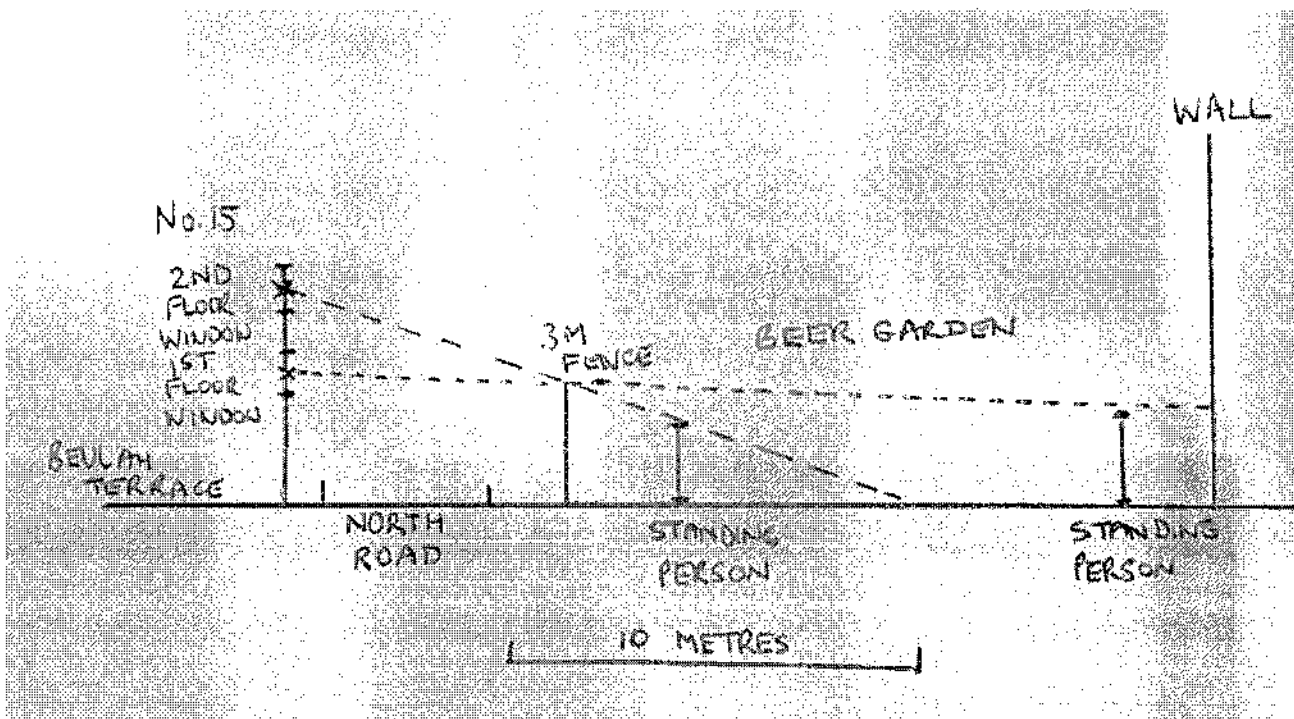 No. 15
2ND
FLOOR
WINDOW
1ST
FLOOR
WINDOW
BEULAH
TERRACE
NORTH
ROAD
3M
FENCE
BEER GARDEN
STANDING
PERSON
WALL
STANDING
PERSON
10 METRES